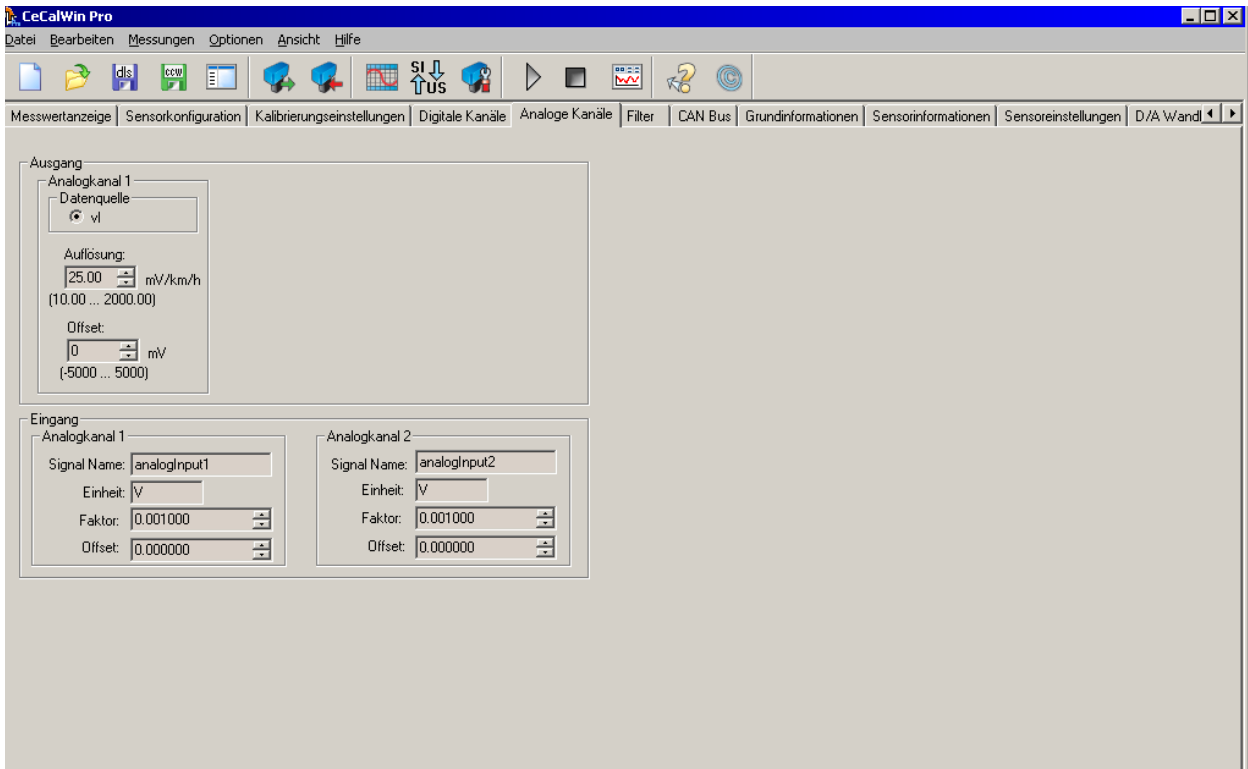 CeCalWin Pro
Datei Bearbeiten Messungen Optionen Ansicht Hilfe
dls ccw SI US
Messwertanzeige Sensorkonfiguration Kalibrierungseinstellungen Digitale Kanäle Analoge Kanäle Filter CAN Bus Grundinformationen Sensorinformationen Sensoreinstellungen D/A Wandl
Ausgang
Analogkanal 1
Datenquelle
vl
Auflösung:
25.00 mV/km/h
(10.00 ... 2000.00)
Offset:
0 mV
(-5000 ... 5000)
Eingang
Analogkanal 1
Signal Name: analogInput1
Einheit: V
Faktor: 0.001000
Offset: 0.000000
Analogkanal 2
Signal Name: analogInput2
Einheit: V
Faktor: 0.001000
Offset: 0.000000